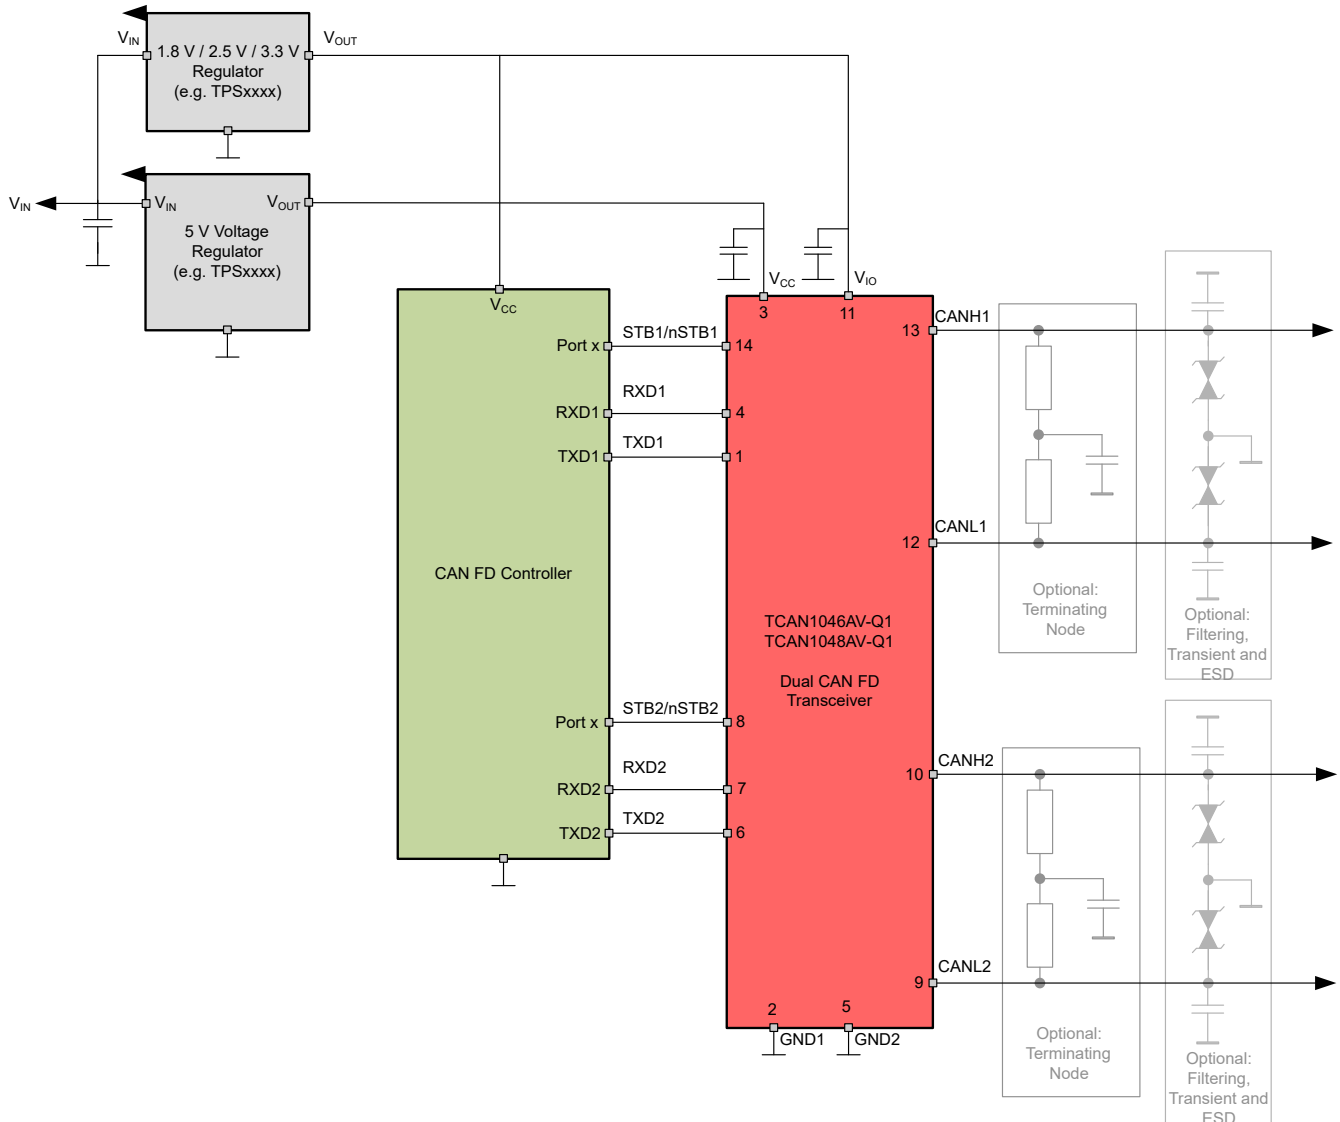 VIN
1.8 V / 2.5 V / 3.3 V
Regulator
(e.g. TPSxxxx)
VOUT
VIN
VIN
VOUT
5 V Voltage
Regulator
(e.g. TPSxxxx)
VCC
VIO
3
11
VCC
Port x
RXD1
TXD1
CAN FD Controller
Port x
RXD2
TXD2
STB1/nSTB1
RXD1
TXD1
STB2/nSTB2
RXD2
TXD2
14
4
1
8
7
6
TCAN1046AV-Q1
TCAN1048AV-Q1
Dual CAN FD
Transceiver
13
12
10
9
2
5
GND1
GND2
CANH1
CANL1
Optional:
Terminating
Node
Optional:
Filtering,
Transient and
ESD
CANH2
CANL2
Optional:
Terminating
Node
Optional:
Filtering,
Transient and
ESD